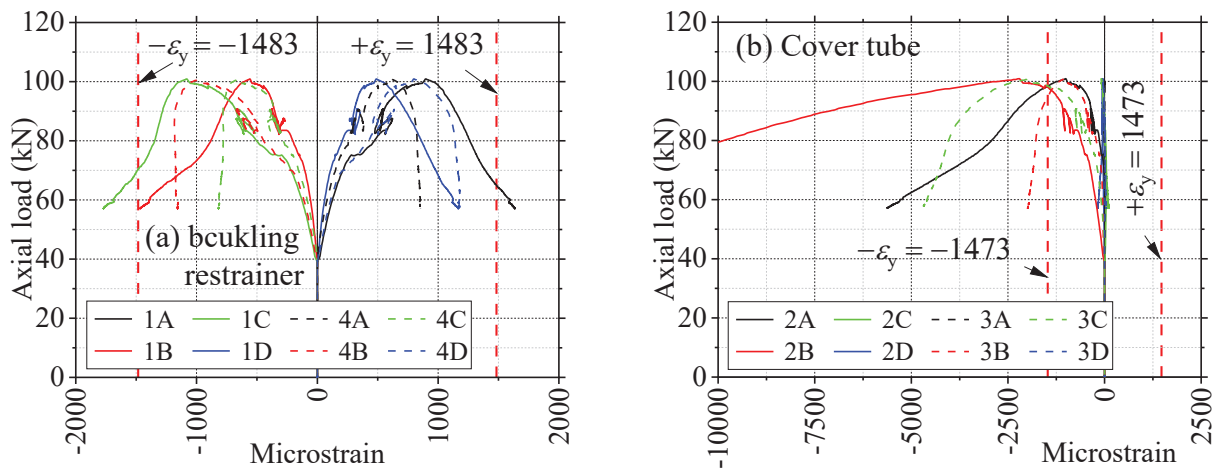 120
100
80
60
40
20
0
Axial load (kN)
−εy = −1483
+εy = 1483
(a) bcukling
restrainer
1A 1C 4A 4C
1B 1D 4B 4D
-2000 -1000 0 1000 2000
Microstrain
120
100
80
60
40
20
0
Axial load (kN)
(b) Cover tube
+εy = 1473
−εy = −1473
2A 2C 3A 3C
2B 2D 3B 3D
-10000 -7500 -5000 -2500 0 2500
Microstrain